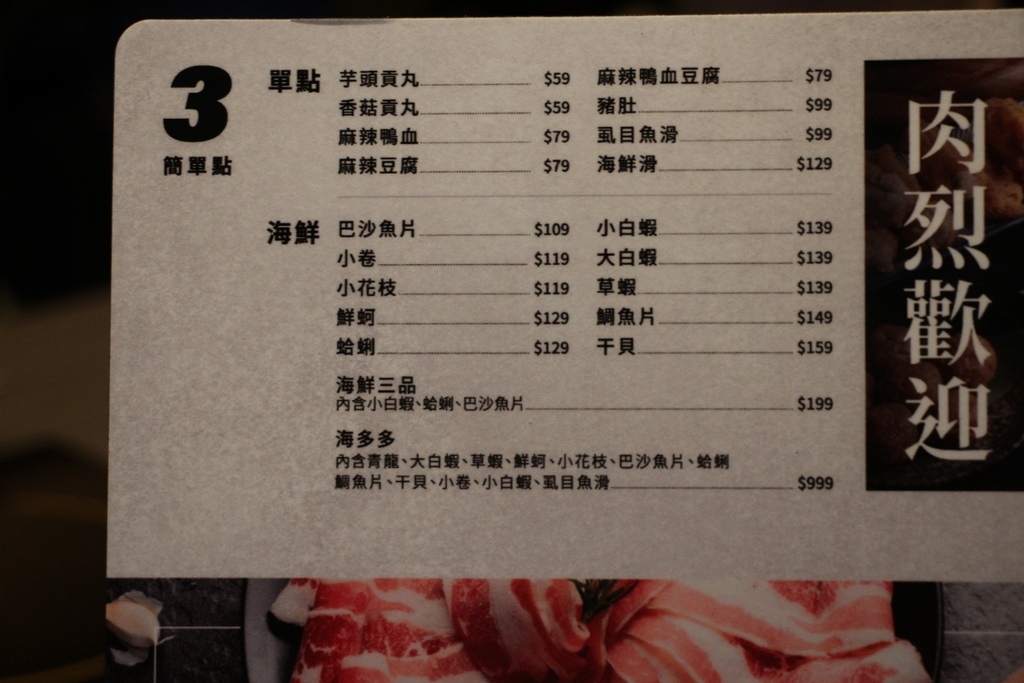 3
簡單點
單點
芋頭貢丸 $59
香菇貢丸 $59
麻辣鴨血 $79
麻辣豆腐 $79
麻辣鴨血豆腐 $79
豬肚 $99
虱目魚滑 $99
海鮮滑 $129
海鮮
巴沙魚片 $109
小卷 $119
小花枝 $119
鮮蚵 $129
蛤蜊 $129
小白蝦 $139
大白蝦 $139
草蝦 $139
鯛魚片 $149
干貝 $159
海鮮三品
內含小白蝦、蛤蜊、巴沙魚片 $199
海多多
內含青龍、大白蝦、草蝦、鮮蚵、小花枝、巴沙魚片、蛤蜊
鯛魚片、干貝、小卷、小白蝦、虱目魚滑 $999
肉烈歡迎